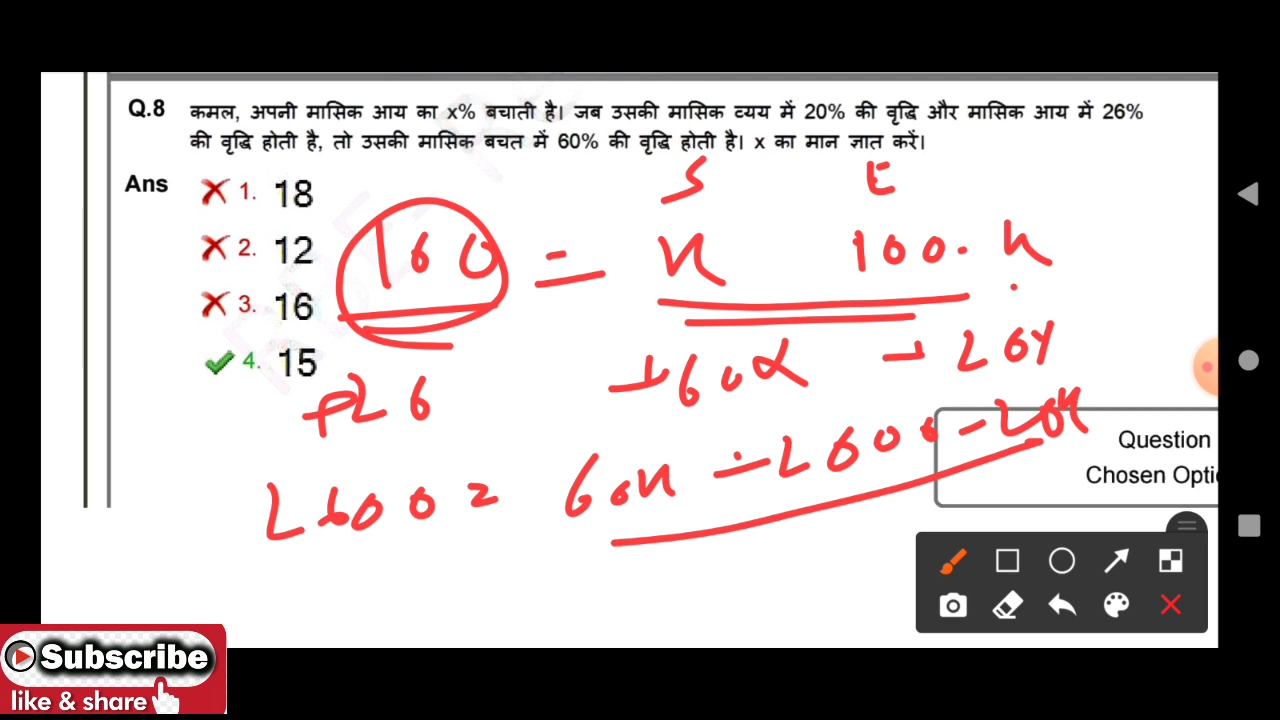 Q.8 कमल, अपनी मासिक आय का x% बचाती है। जब उसकी मासिक व्यय में 20% की वृद्धि और मासिक आय में 26%
की वृद्धि होती है, तो उसकी मासिक बचत में 60% की वृद्धि होती है। x का मान ज्ञात करें।
Ans 1. 18
2. 12
3. 16
4. 15
S E
160 = x 100 - x
+26 +60% + 20%
2600 = 60x + 2000 - 20x
Question
Chosen Opti
Subscribe
like & share